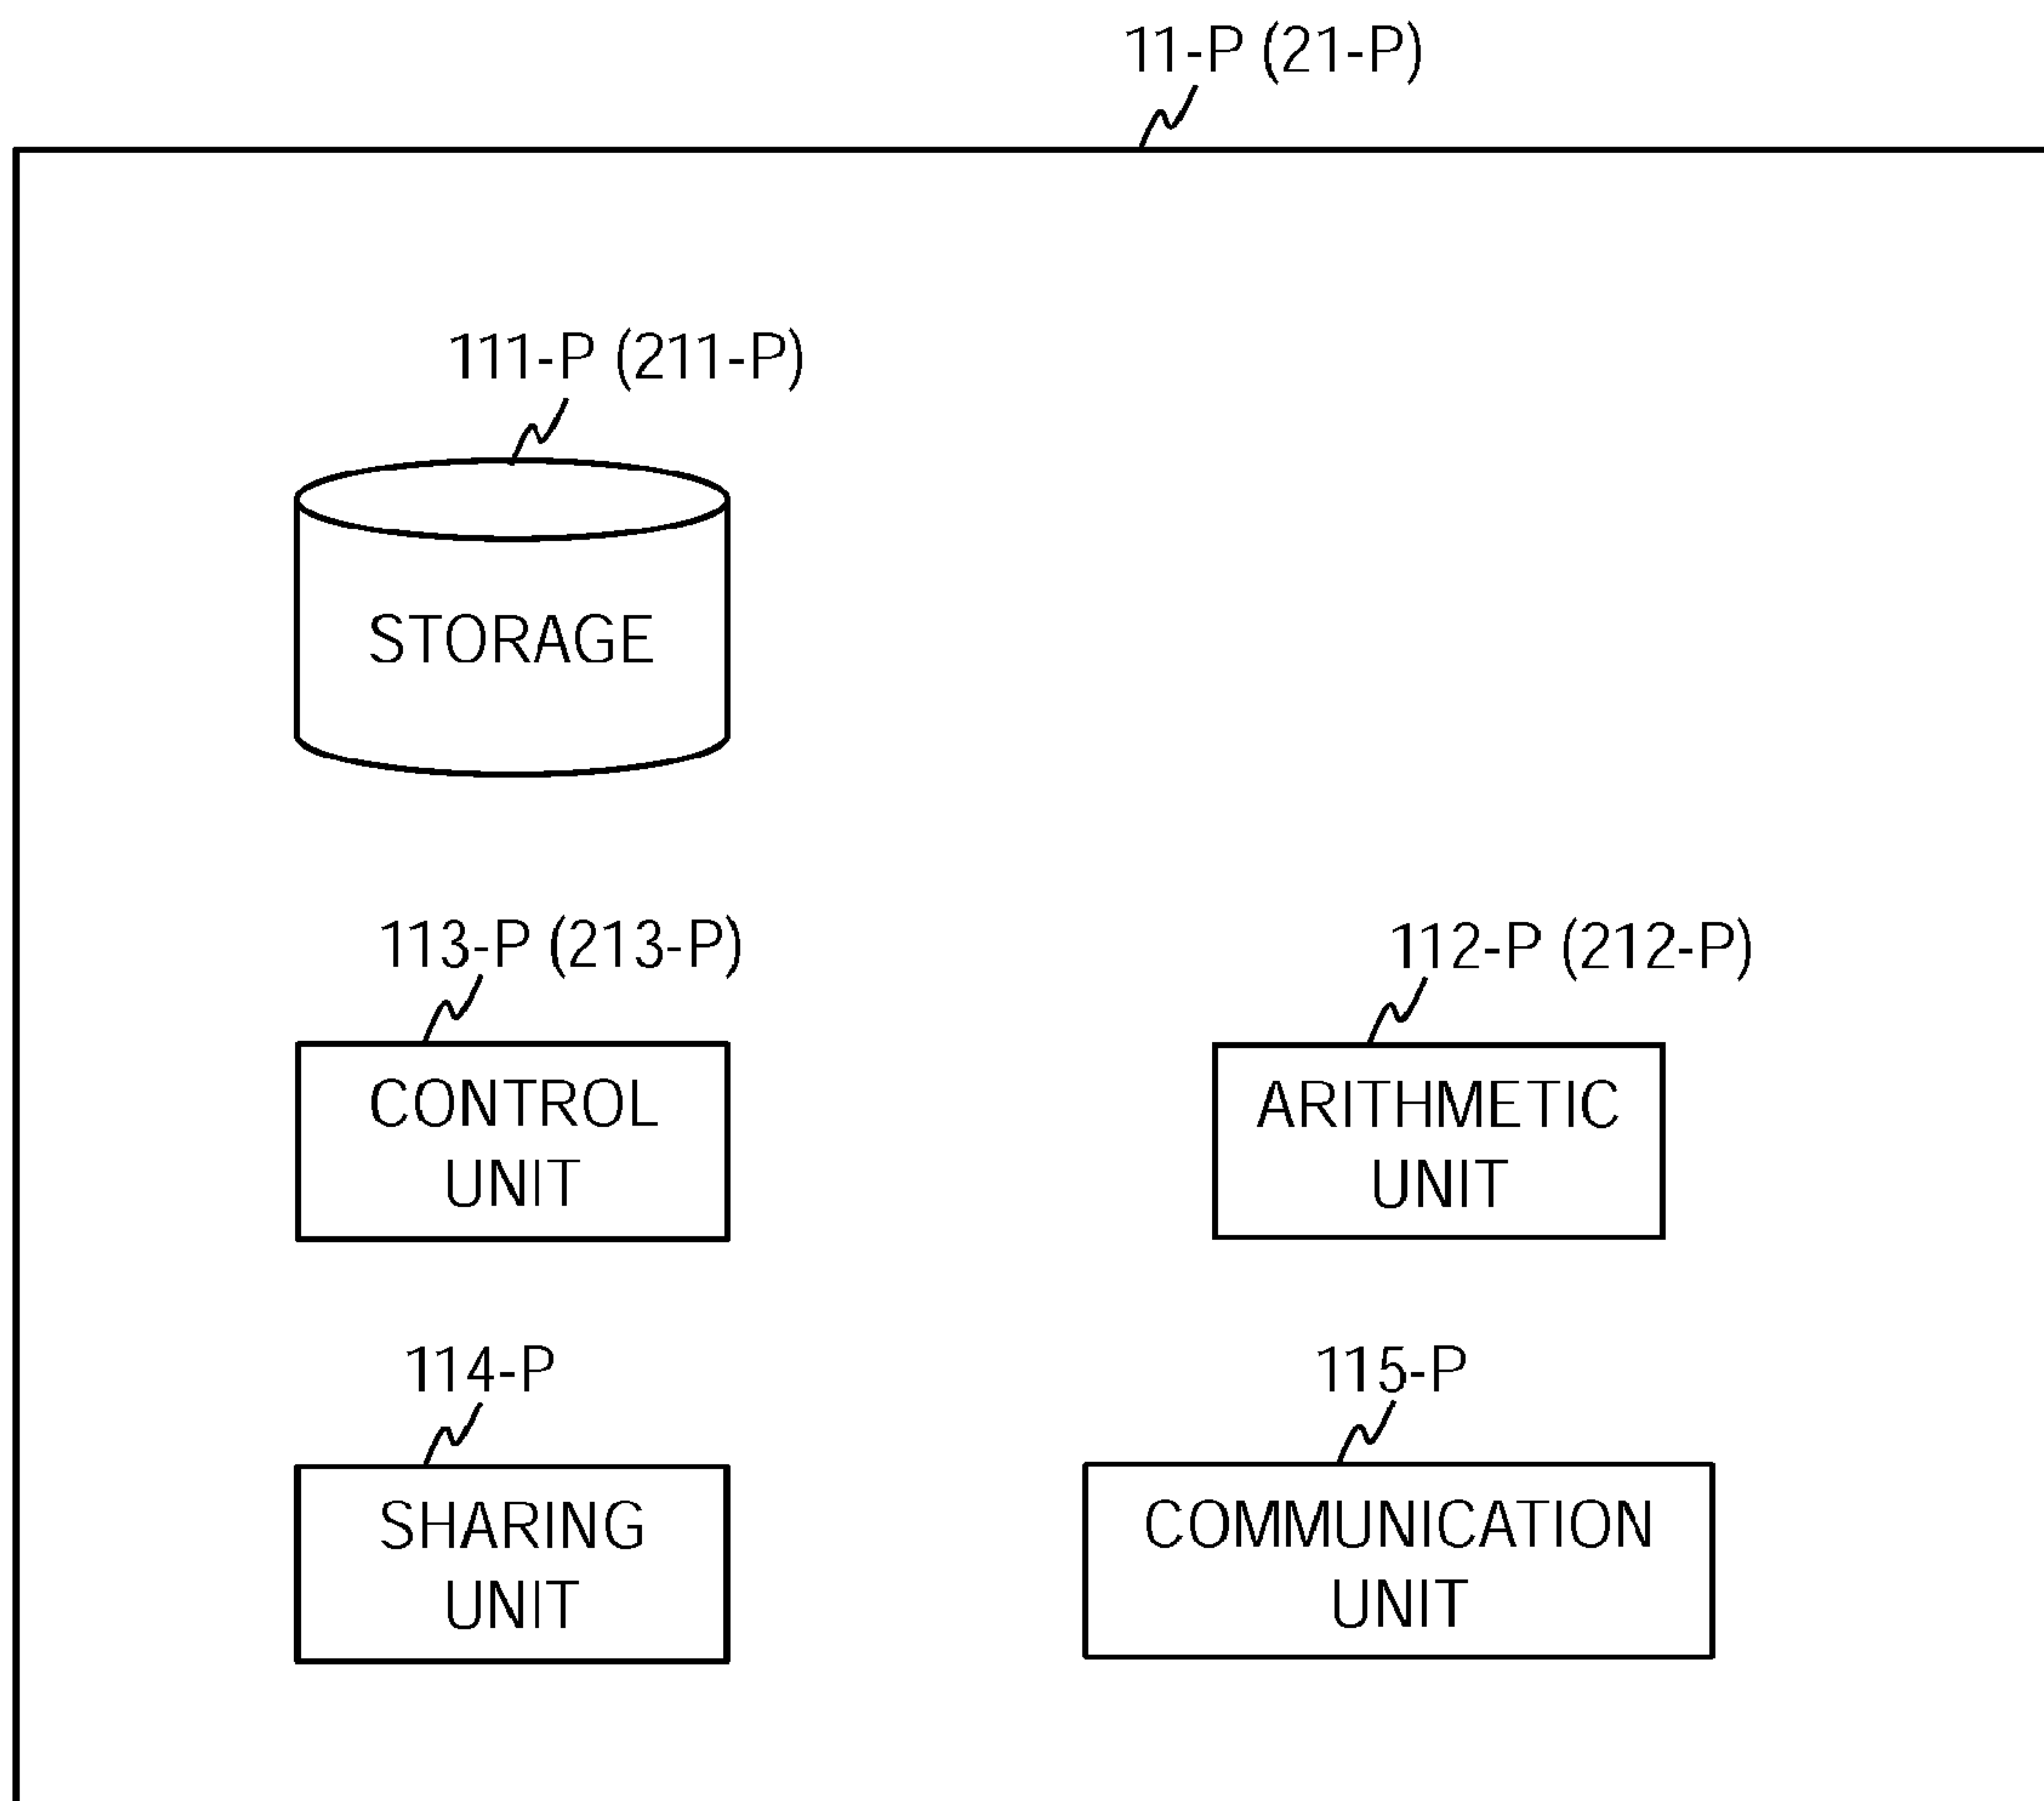 11-P (21-P)
111-P (211-P)
STORAGE
113-P (213-P)
112-P (212-P)
CONTROL
UNIT
ARITHMETIC
UNIT
114-P
115-P
SHARING
UNIT
COMMUNICATION
UNIT